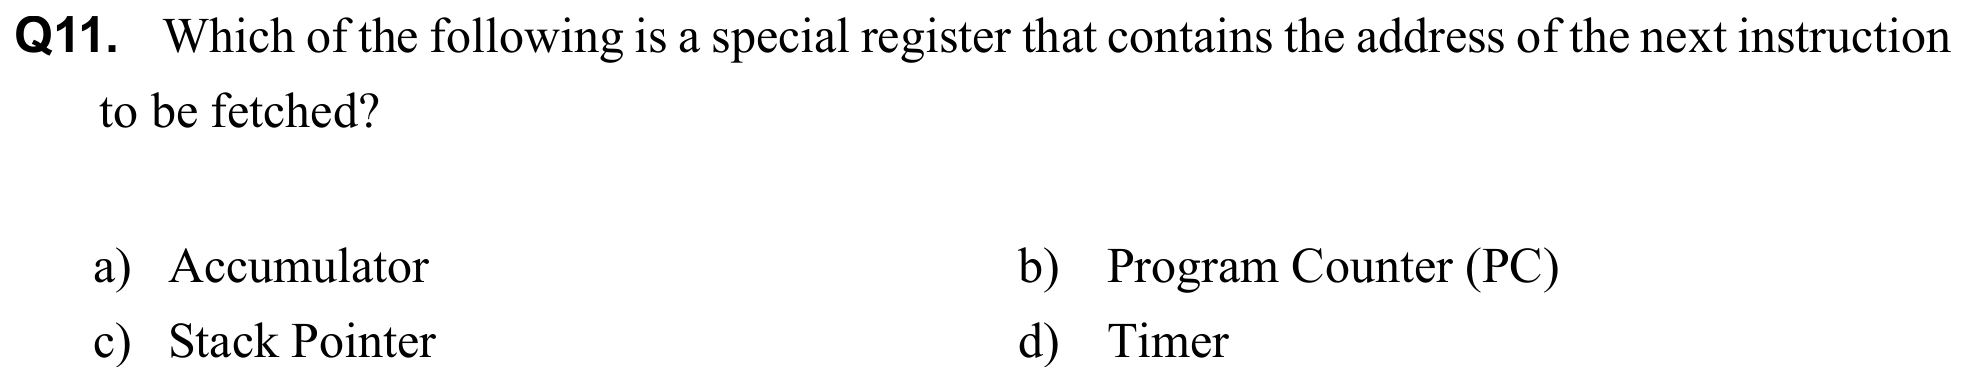 Q11. Which of the following is a special register that contains the address of the next instruction
to be fetched?
a) Accumulator b) Program Counter (PC)
c) Stack Pointer d) Timer